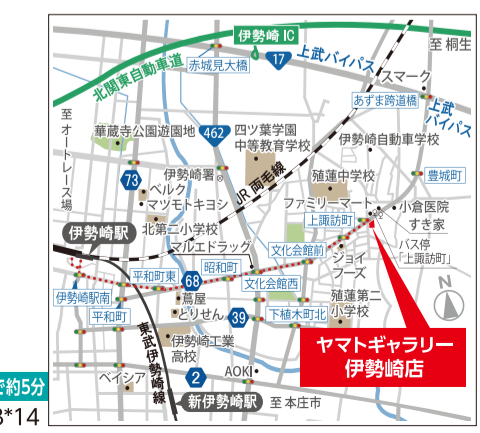 伊勢崎 IC
至 桐生
北関東自動車道
赤城見大橋
17
上武バイパス
スマーク
あずま跨道橋
上武バイパス
至オートレース場
華蔵寺公園遊園地
462
四ツ葉学園
中等教育学校
伊勢崎自動車学校
73
伊勢崎署
ベルク
マツモトキヨシ
JR 両毛線
殖蓮中学校
豊城町
ファミリーマート
小倉医院
すき家
上諏訪町
北第二小学校
マルエドラッグ
伊勢崎駅
文化会館前
バス停
「上諏訪町」
ジョイ
フーズ
昭和町
平和町東
68
文化会館西
伊勢崎駅南
平和町
蔦屋
とりせん
39
下植木町北
殖蓮第二
小学校
N
東武伊勢崎線
伊勢崎工業
高校
ヤマトギャラリー
伊勢崎店
ベイシア
2
AOKI
新伊勢崎駅
至 本庄市
で約5分
8*14